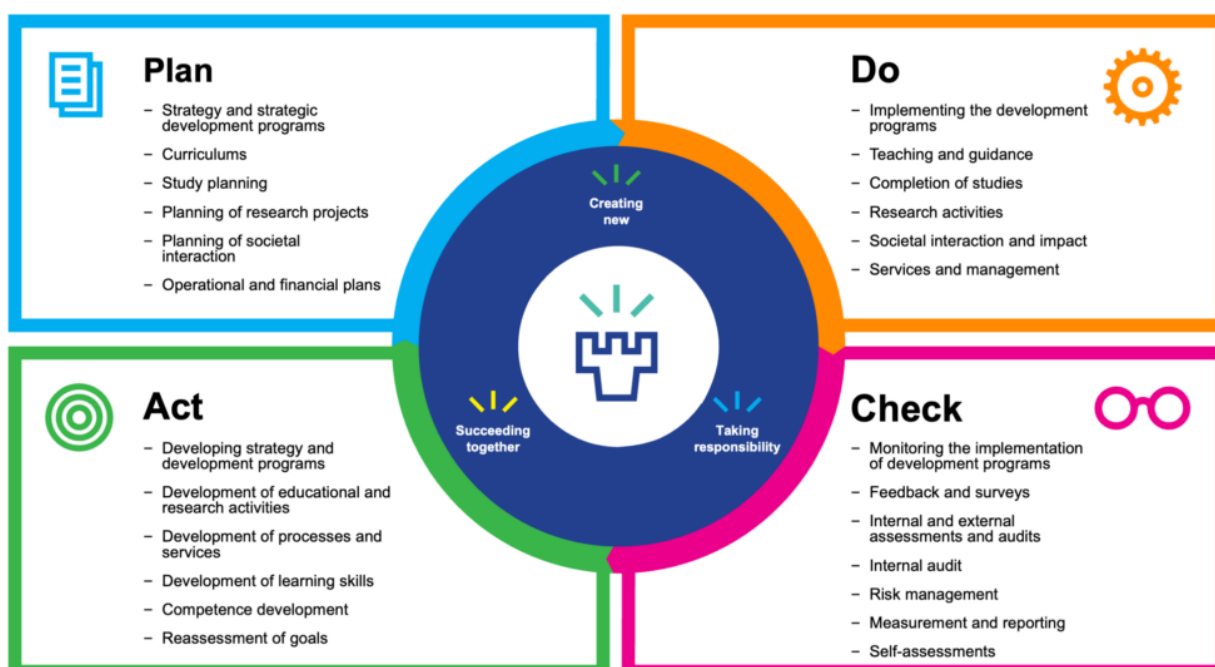 Plan
– Strategy and strategic
development programs
– Curriculums
– Study planning
– Planning of research projects
– Planning of societal
interaction
– Operational and financial plans
Do
– Implementing the development
programs
– Teaching and guidance
– Completion of studies
– Research activities
– Societal interaction and impact
– Services and management
Creating
new
Succeeding
together
Taking
responsibility
Act
– Developing strategy and
development programs
– Development of educational and
research activities
– Development of processes and
services
– Development of learning skills
– Competence development
– Reassessment of goals
Check
– Monitoring the implementation
of development programs
– Feedback and surveys
– Internal and external
assessments and audits
– Internal audit
– Risk management
– Measurement and reporting
– Self-assessments